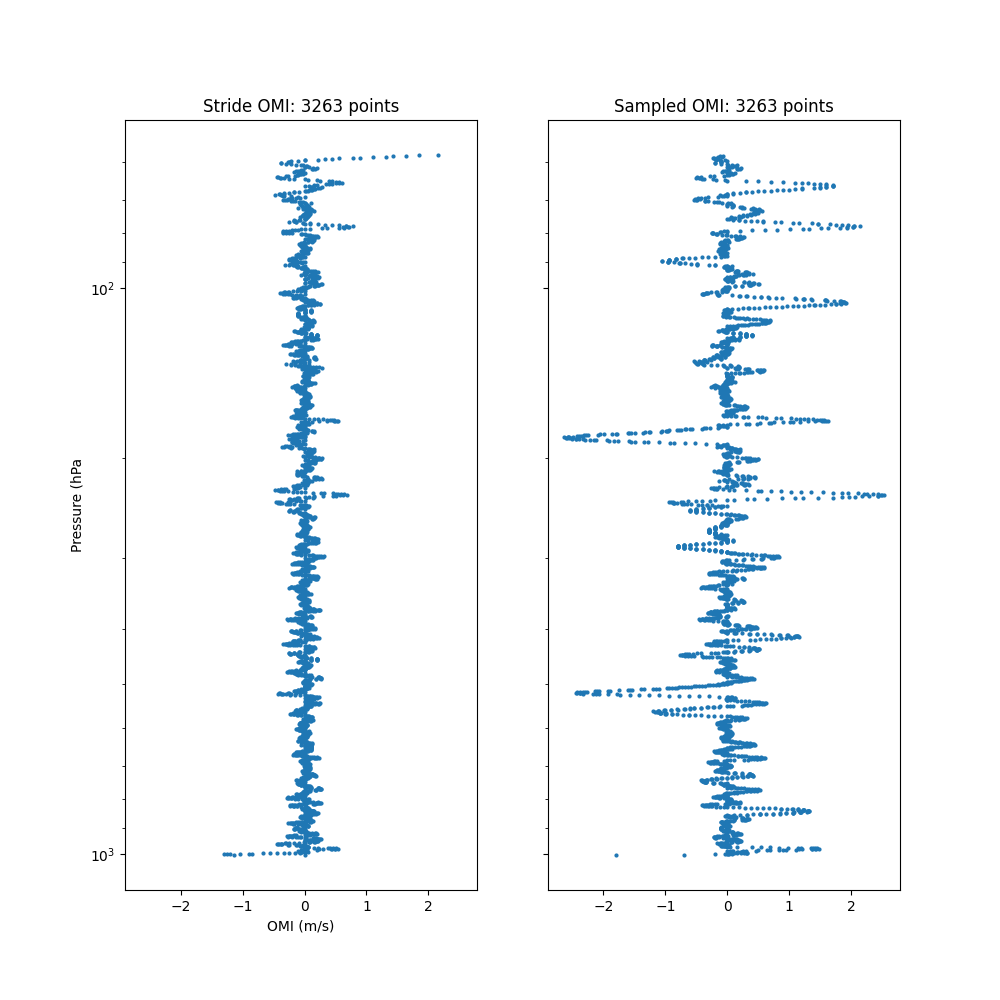 Stride OMI: 3263 points
Sampled OMI: 3263 points
Pressure (hPa
10²
10³
−2 −1 0 1 2
−2 −1 0 1 2
OMI (m/s)